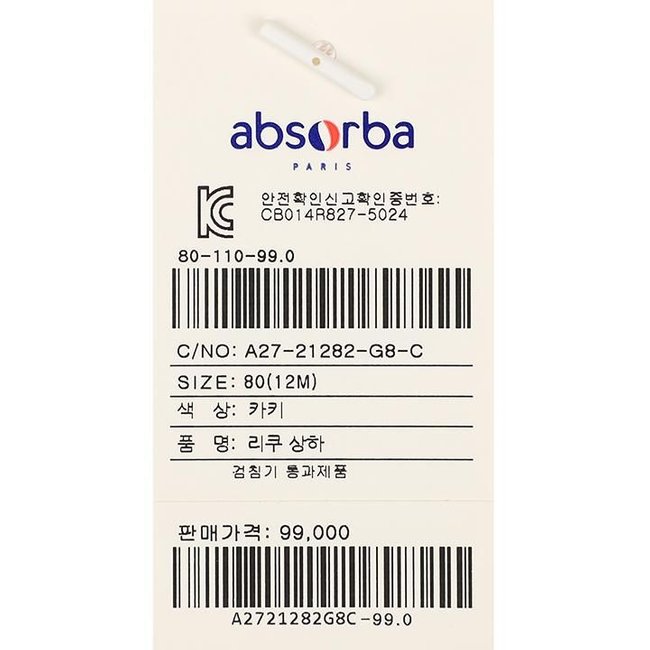 absorba
PARIS
안전확인신고확인증번호:
CB014R827-5024
80-110-99.0
C/NO: A27-21282-G8-C
SIZE: 80(12M)
색 상: 카키
품 명: 리쿠 상하
검침기 통과제품
판매가격: 99,000
A2721282G8C-99.0